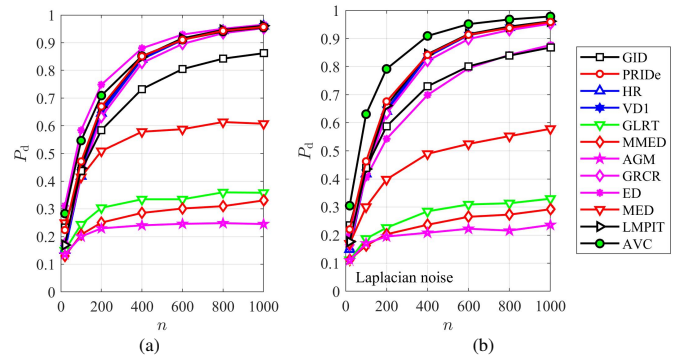 1
0.9
0.8
0.7
0.6
0.5
0.4
0.3
0.2
0.1
0
P_d
0 200 400 600 800 1000
n
(a)
1
0.9
0.8
0.7
0.6
0.5
0.4
0.3
0.2
0.1
0
P_d
Laplacian noise
0 200 400 600 800 1000
n
(b)
GID
PRIDe
HR
VD1
GLRT
MMED
AGM
GRCR
ED
MED
LMPIT
AVC